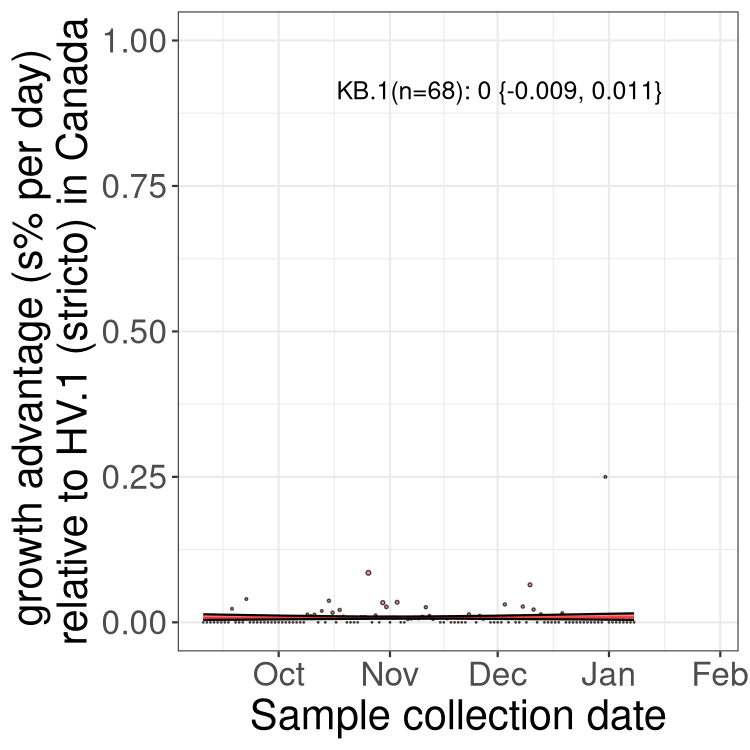 growth advantage (s% per day)
relative to HV.1 (stricto) in Canada
1.00
0.75
0.50
0.25
0.00
KB.1(n=68): 0 {-0.009, 0.011}
Oct
Nov
Dec
Jan
Feb
Sample collection date